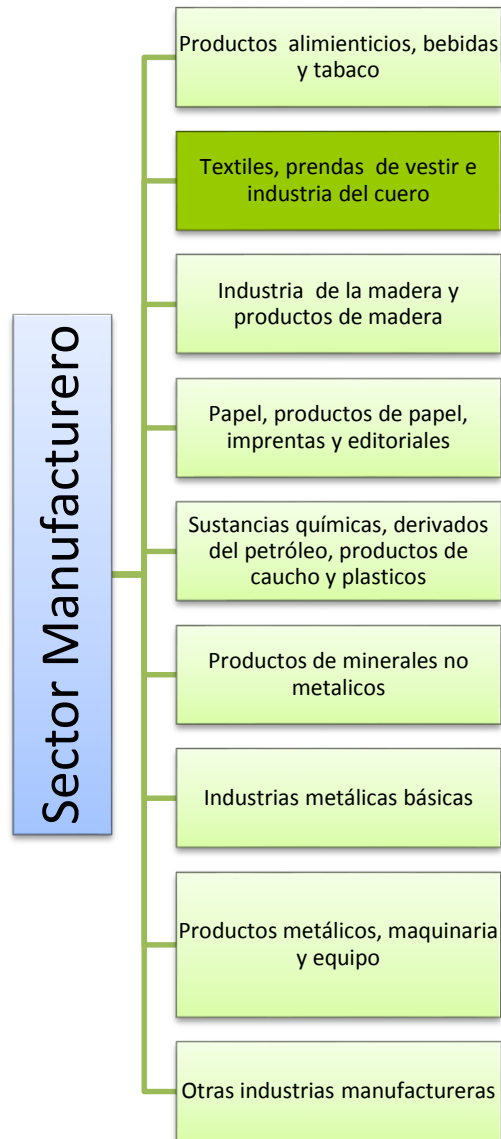 Sector Manufacturero
Productos alimienticios, bebidas
y tabaco
Textiles, prendas de vestir e
industria del cuero
Industria de la madera y
productos de madera
Papel, productos de papel,
imprentas y editoriales
Sustancias químicas, derivados
del petróleo, productos de
caucho y plasticos
Productos de minerales no
metalicos
Industrias metálicas básicas
Productos metálicos, maquinaria
y equipo
Otras industrias manufactureras